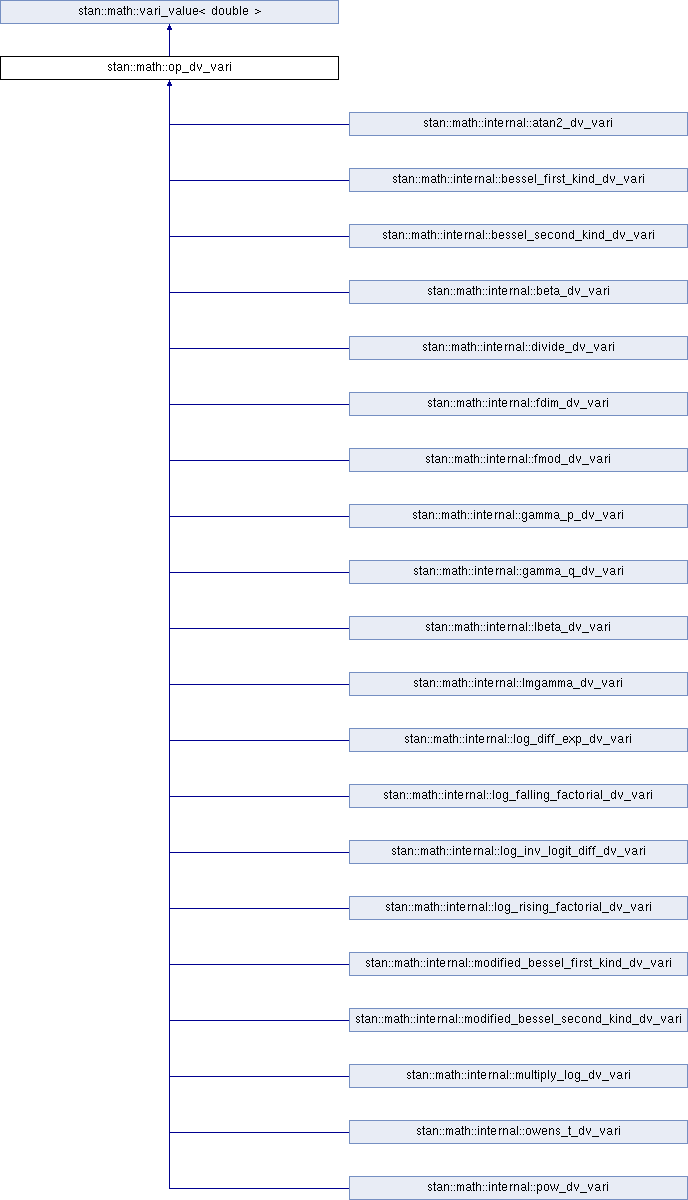 stan::math::vari_value< double >
stan::math::op_dv_vari
stan::math::internal::atan2_dv_vari
stan::math::internal::bessel_first_kind_dv_vari
stan::math::internal::bessel_second_kind_dv_vari
stan::math::internal::beta_dv_vari
stan::math::internal::divide_dv_vari
stan::math::internal::fdim_dv_vari
stan::math::internal::fmod_dv_vari
stan::math::internal::gamma_p_dv_vari
stan::math::internal::gamma_q_dv_vari
stan::math::internal::lbeta_dv_vari
stan::math::internal::lmgamma_dv_vari
stan::math::internal::log_diff_exp_dv_vari
stan::math::internal::log_falling_factorial_dv_vari
stan::math::internal::log_inv_logit_diff_dv_vari
stan::math::internal::log_rising_factorial_dv_vari
stan::math::internal::modified_bessel_first_kind_dv_vari
stan::math::internal::modified_bessel_second_kind_dv_vari
stan::math::internal::multiply_log_dv_vari
stan::math::internal::owens_t_dv_vari
stan::math::internal::pow_dv_vari